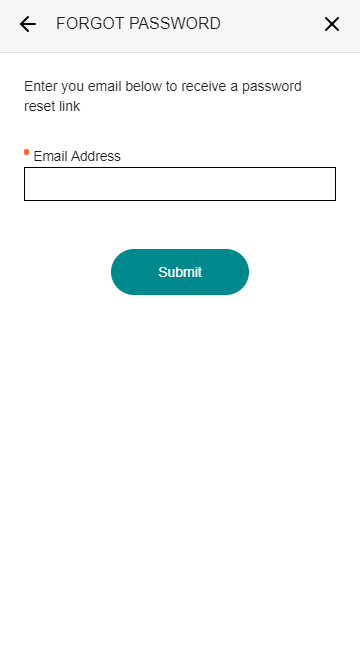 FORGOT PASSWORD
Enter you email below to receive a password
reset link
Email Address
Submit